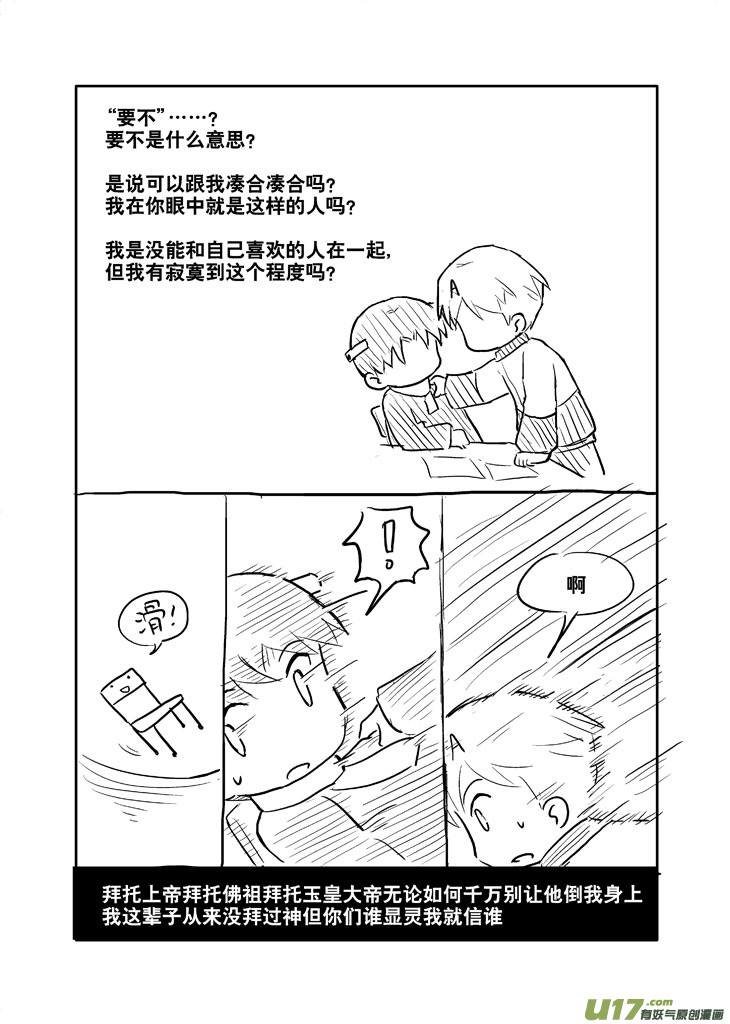 “要不”……?
要不是什么意思?
是说可以跟我凑合凑合吗?
我在你眼中就是这样的人吗?
我是没能和自己喜欢的人在一起,
但我有寂寞到这个程度吗?
滑!
!
啊
拜托上帝拜托佛祖拜托玉皇大帝无论如何千万别让他倒我身上
我这辈子从来没拜过神但你们谁显灵我就信谁
U17.com
有妖气原创漫画